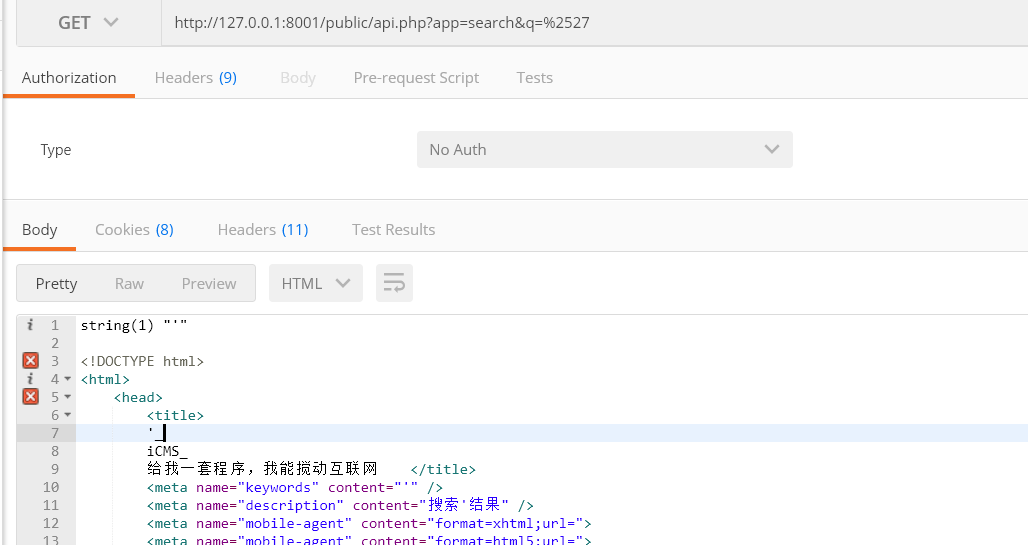 GET http://127.0.0.1:8001/public/api.php?app=search&q=%2527
Authorization Headers (9) Body Pre-request Script Tests
Type No Auth
Body Cookies (8) Headers (11) Test Results
Pretty Raw Preview HTML
1 string(1) "'"
2
3 <!DOCTYPE html>
4 <html>
5 <head>
6 <title>
7 '_
8 iCMS_
9 给我一套程序，我能搅动互联网 </title>
10 <meta name="keywords" content="'" />
11 <meta name="description" content="搜索'结果" />
12 <meta name="mobile-agent" content="format=xhtml;url=">
13 <meta name="mobile-agent" content="format=html5;url=">